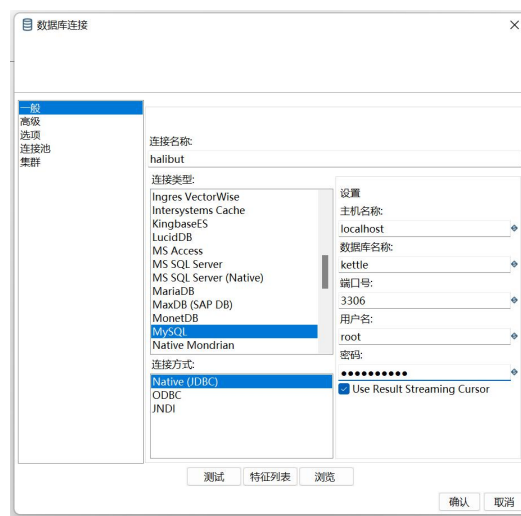 数据库连接
一般
高级
选项
连接池
集群
连接名称:
halibut
连接类型:
Ingres VectorWise
Intersystems Cache
KingbaseES
LucidDB
MS Access
MS SQL Server
MS SQL Server (Native)
MariaDB
MaxDB (SAP DB)
MonetDB
MySQL
Native Mondrian
连接方式:
Native (JDBC)
ODBC
JNDI
设置
主机名称:
localhost
数据库名称:
kettle
端口号:
3306
用户名:
root
密码:
●●●●●●●●●●
Use Result Streaming Cursor
测试 特征列表 浏览
确认 取消